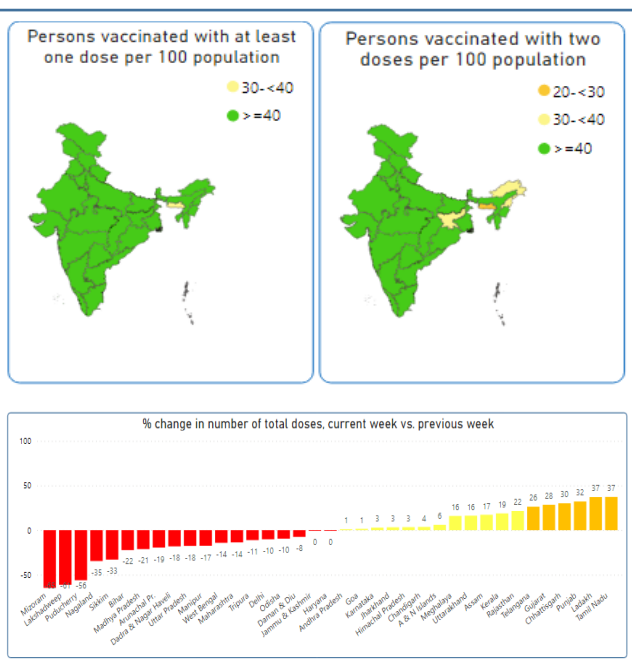 Persons vaccinated with at least
one dose per 100 population
30-<40
>=40
Persons vaccinated with two
doses per 100 population
20-<30
30-<40
>=40
% change in number of total doses, current week vs. previous week
100
50
0
-50
-56 -35 -33 -22 -21 -19 -18 -18 -17 -14 -14 -11 -10 -10 -8 0 0 1 1 3 3 3 4 6 16 16 17 19 22 26 28 30 32 37 37
Mizoram
Lakshadweep
Puducherry
Nagaland
Sikkim
Bihar
Madhya Pradesh
Arunachal Pr.
Dadra & Nagar Haveli
Uttar Pradesh
Manipur
West Bengal
Maharashtra
Tripura
Delhi
Odisha
Daman & Diu
Jammu & Kashmir
Haryana
Andhra Pradesh
Goa
Karnataka
Jharkhand
Himachal Pradesh
Chandigarh
A & N Islands
Meghalaya
Uttarakhand
Assam
Kerala
Rajasthan
Telangana
Gujarat
Chhattisgarh
Punjab
Ladakh
Tamil Nadu